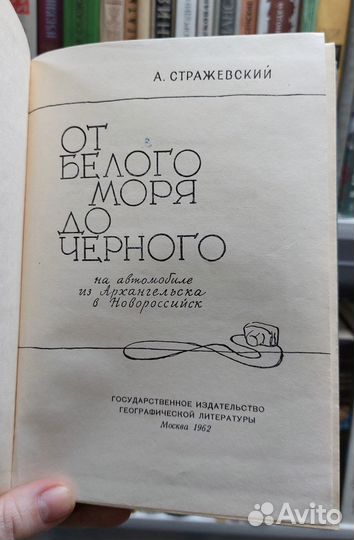 А. СТРАЖЕВСКИЙ
ОТ
БЕЛОГО
МОРЯ
ДО
ЧЕРНОГО
на автомобиле
из Архангельска
в Новороссийск
ГОСУДАРСТВЕННОЕ ИЗДАТЕЛЬСТВО
ГЕОГРАФИЧЕСКОЙ ЛИТЕРАТУРЫ
Москва 1962
Avito